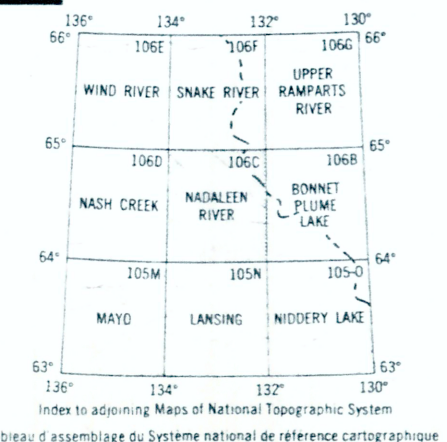 136° 134° 132° 130°
66° 66°
106E 106F 106G
WIND RIVER
SNAKE RIVER
UPPER
RAMPARTS
RIVER
65° 65°
106D 106C 106B
NASH CREEK
NADALEEN
RIVER
BONNET
PLUME
LAKE
64° 64°
105M 105N 105-O
MAYO LANSING NIDDERY LAKE
63° 63°
136° 134° 132° 130°
Index to adjoining Maps of National Topographic System
bleau d'assemblage du Système national de référence cartographique